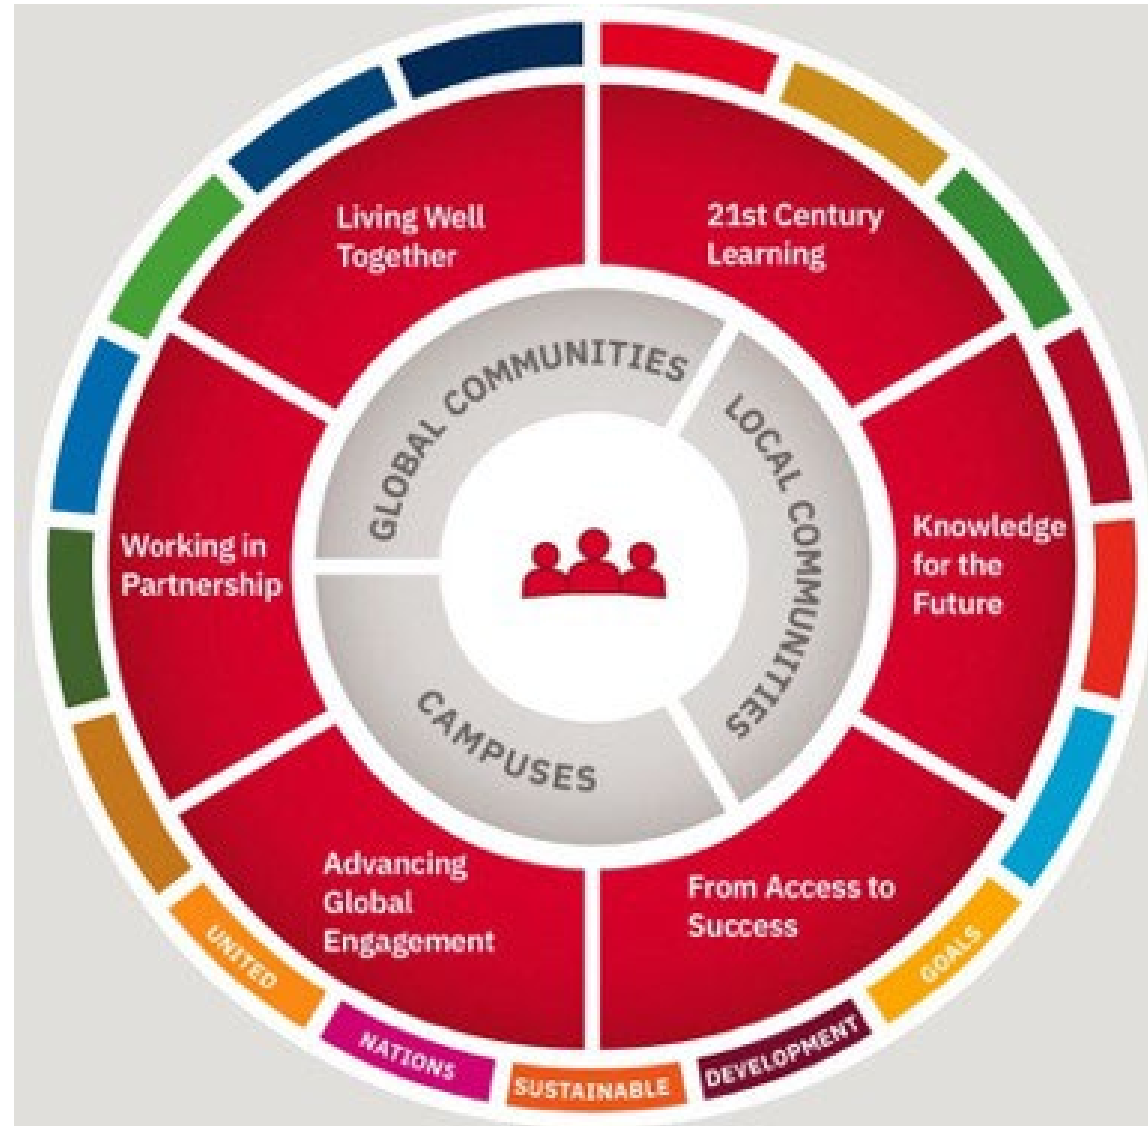 Living Well
Together
21st Century
Learning
GLOBAL COMMUNITIES
LOCAL COMMUNITIES
Working in
Partnership
Knowledge
for the
Future
CAMPUSES
Advancing
Global
Engagement
From Access to
Success
UNITED
NATIONS
SUSTAINABLE
DEVELOPMENT
GOALS